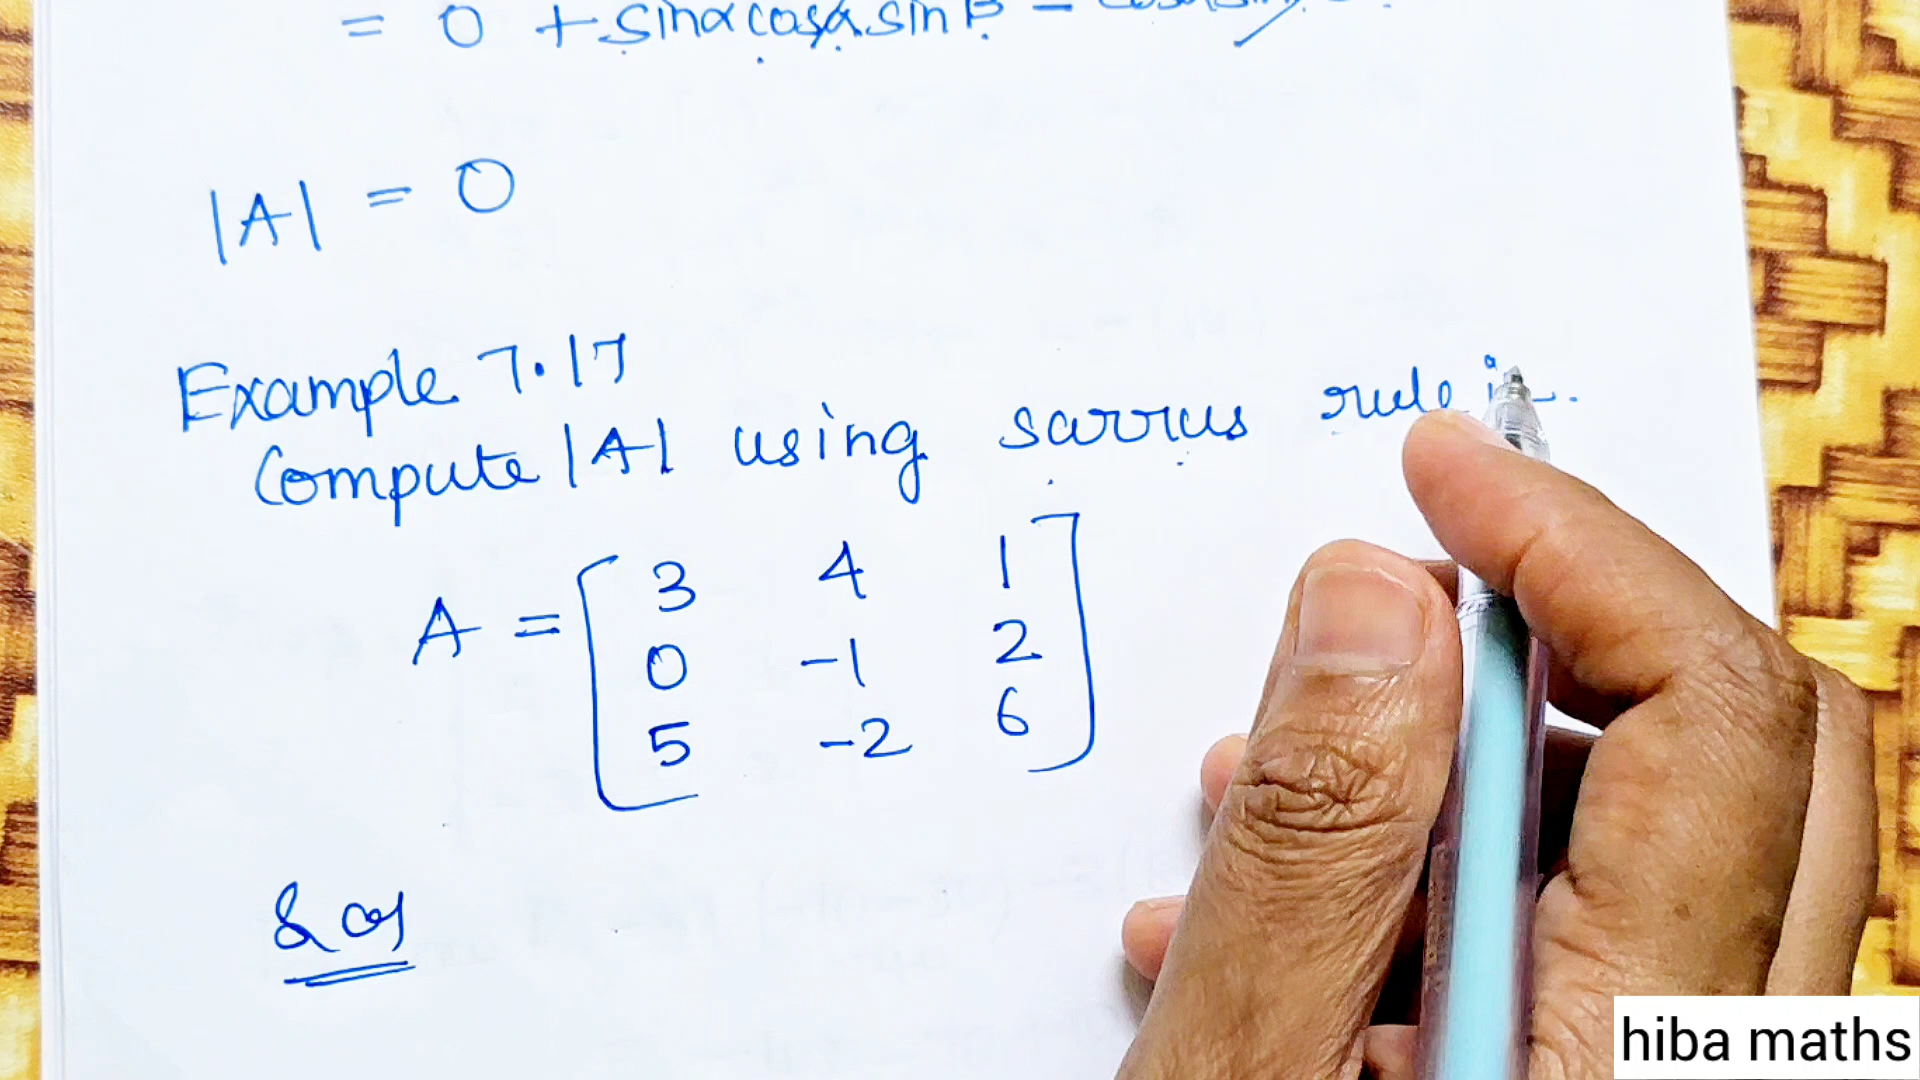 = 0 + sinα cosα sinβ -
|A| = 0
Example 7.17
Compute |A| using sarrus rule
A = [ 3 4 1
0 -1 2
5 -2 6 ]
hiba maths